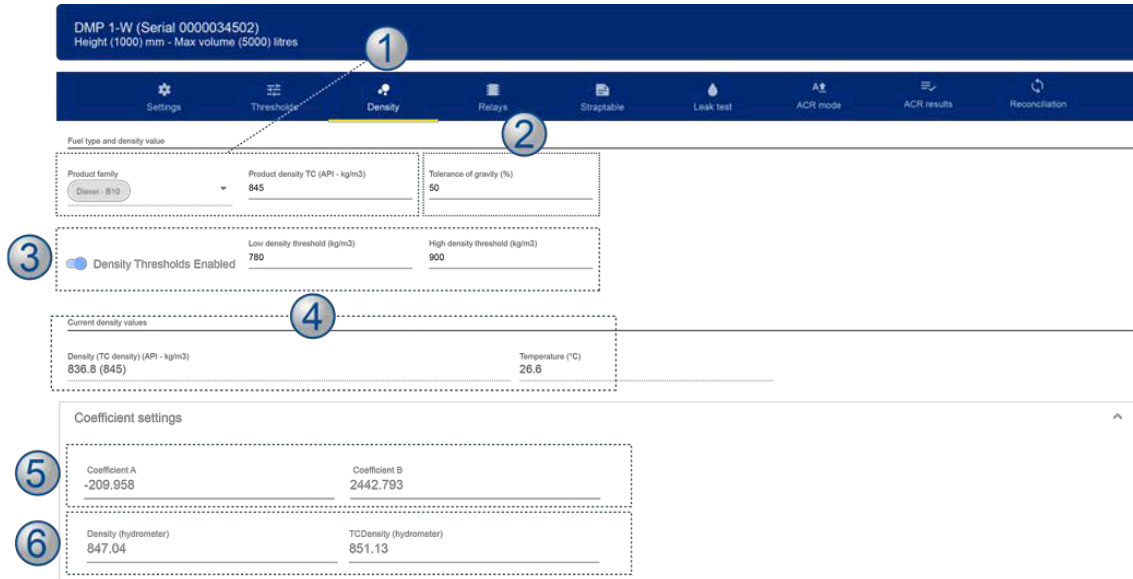 DMP 1-W (Serial 0000034502)
Height (1000) mm - Max volume (5000) litres
1
Settings Thresholds Density Relays Straptable Leak test ACR mode ACR results Reconciliation
2
Fuel type and density value
Product family Product density TC (API - kg/m3) Tolerance of gravity (%)
Diesel - B10 845 50
3
Low density threshold (kg/m3) High density threshold (kg/m3)
Density Thresholds Enabled 780 900
4
Current density values
Density (TC density) (API - kg/m3) Temperature (°C)
836.8 (845) 26.6
Coefficient settings
5
Coefficient A Coefficient B
-209.958 2442.793
6
Density (hydrometer) TCDensity (hydrometer)
847.04 851.13